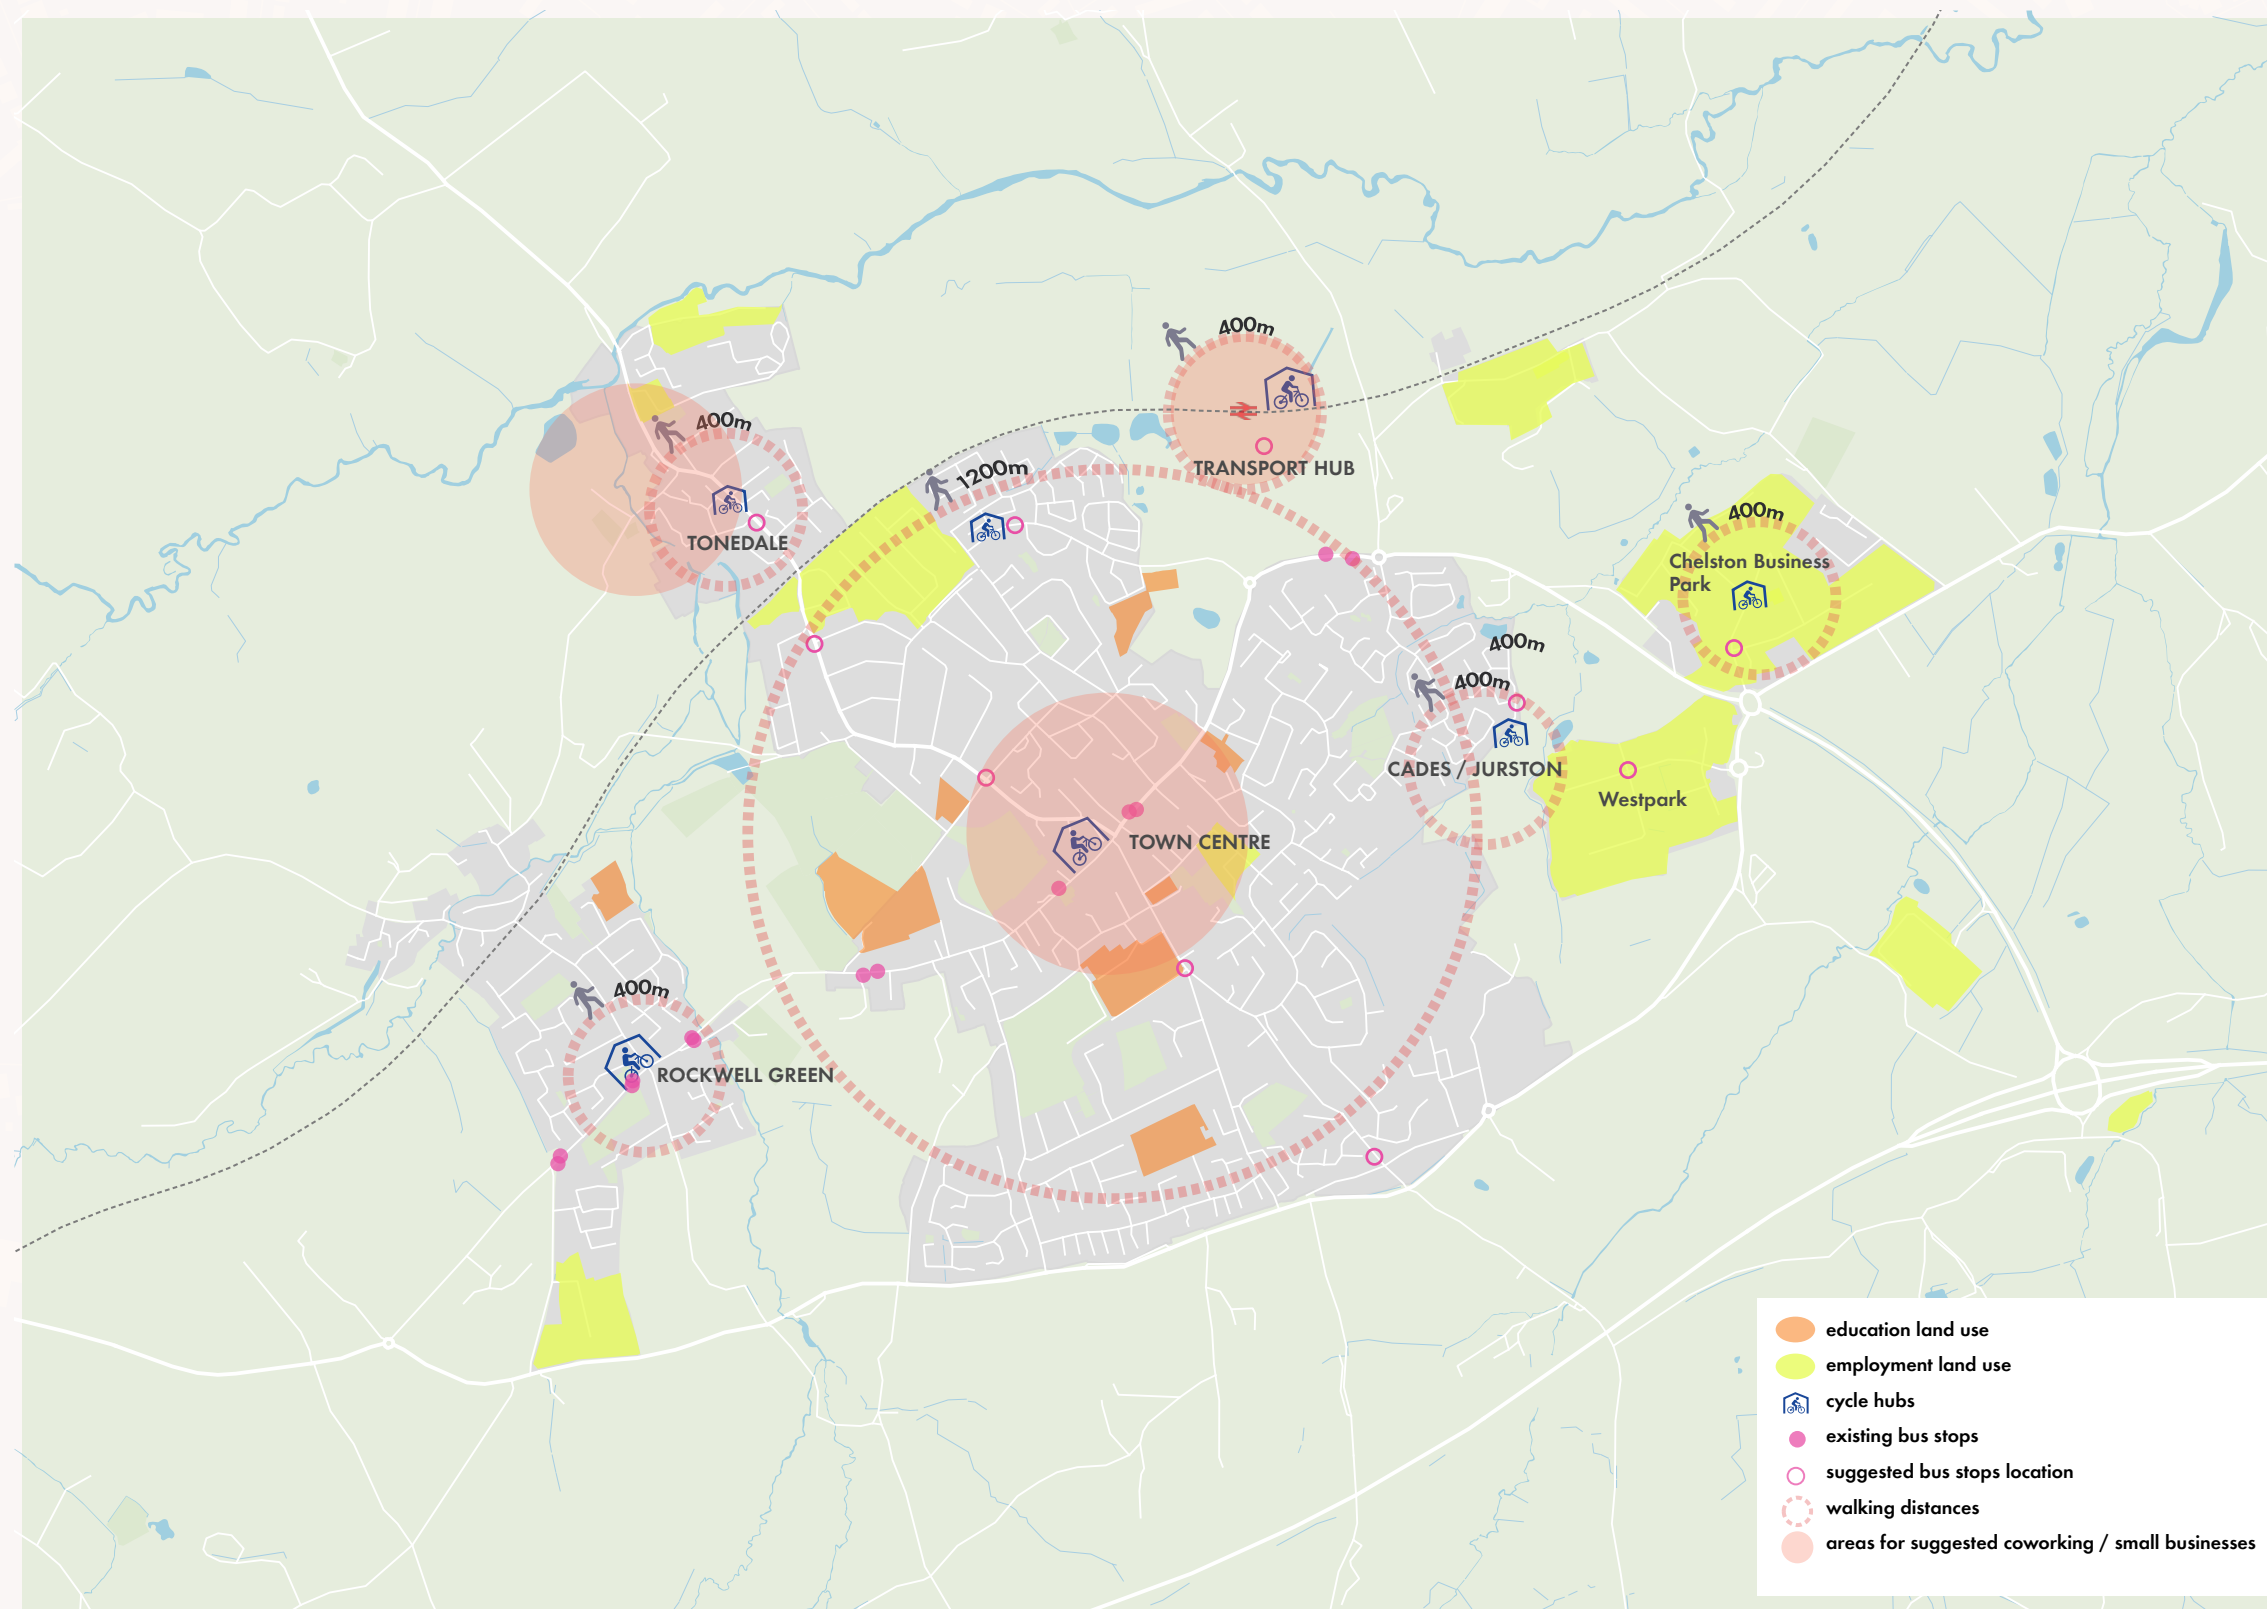 400m
TRANSPORT HUB
400m
TONEDALE
1200m
400m
Chelston Business
Park
400m
400m
CADES / JURSTON
Westpark
TOWN CENTRE
400m
ROCKWELL GREEN
education land use
employment land use
cycle hubs
existing bus stops
suggested bus stops location
walking distances
areas for suggested coworking / small businesses